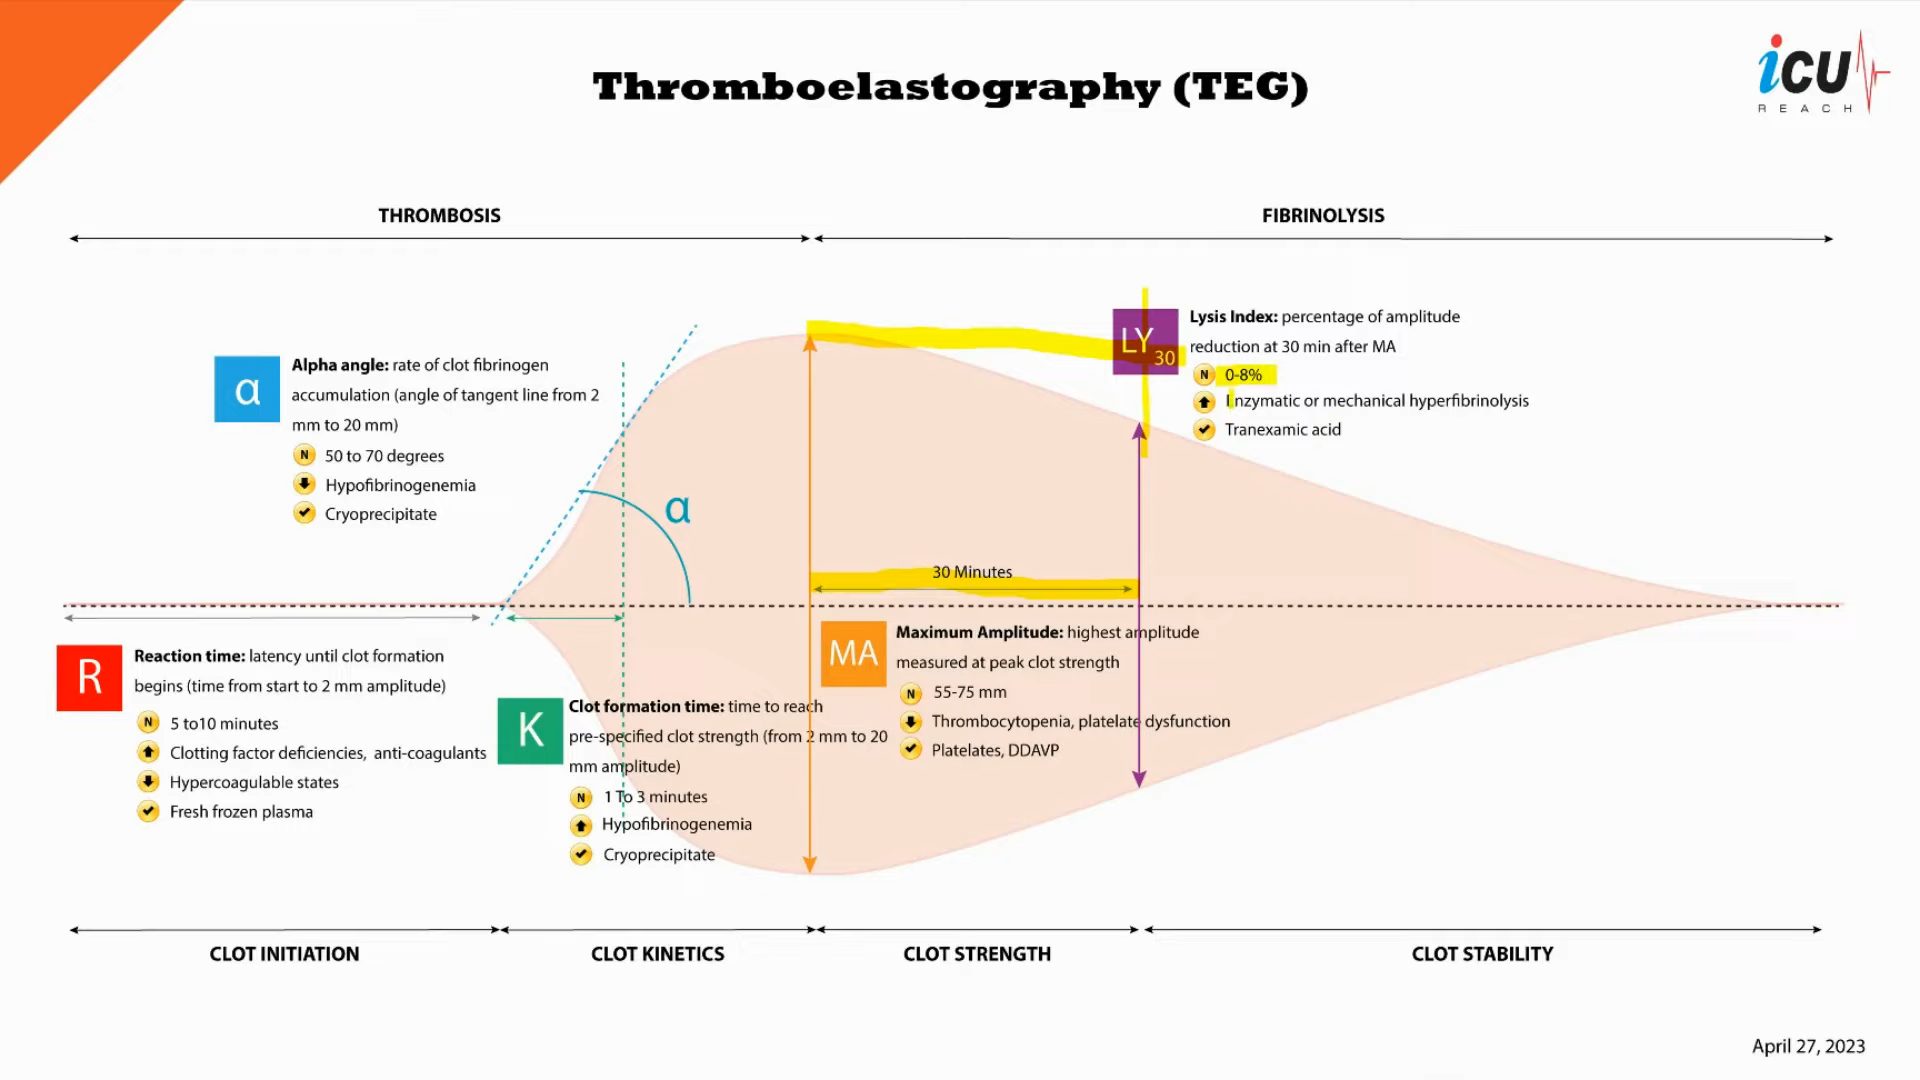 Thromboelastography (TEG)
iCU
REACH
THROMBOSIS
FIBRINOLYSIS
α
Alpha angle: rate of clot fibrinogen
accumulation (angle of tangent line from 2
mm to 20 mm)
N 50 to 70 degrees
Hypofibrinogenemia
Cryoprecipitate
α
LY30
Lysis Index: percentage of amplitude
reduction at 30 min after MA
N 0-8%
nzymatic or mechanical hyperfibrinolysis
Tranexamic acid
30 Minutes
R
Reaction time: latency until clot formation
begins (time from start to 2 mm amplitude)
N 5 to10 minutes
Clotting factor deficiencies, anti-coagulants
Hypercoagulable states
Fresh frozen plasma
K
Clot formation time: time to reach
pre-specified clot strength (from 2 mm to 20
mm amplitude)
N 1 To 3 minutes
Hypofibrinogenemia
Cryoprecipitate
MA
Maximum Amplitude: highest amplitude
measured at peak clot strength
N 55-75 mm
Thrombocytopenia, platelate dysfunction
Platelates, DDAVP
CLOT INITIATION
CLOT KINETICS
CLOT STRENGTH
CLOT STABILITY
April 27, 2023